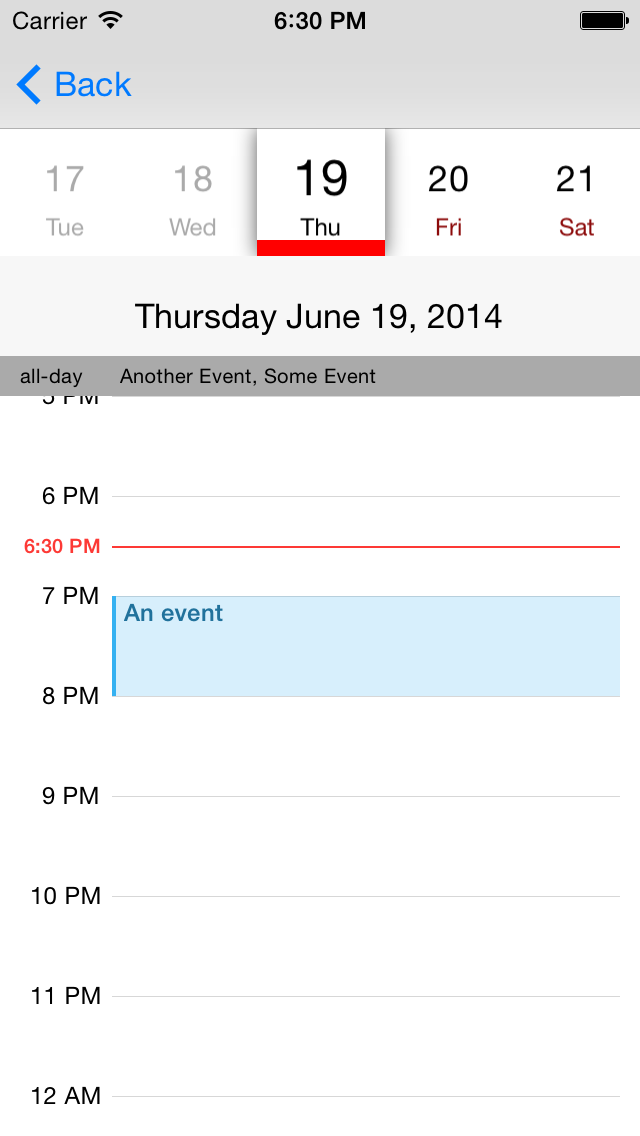 Carrier 6:30 PM
Back
17 18 19 20 21
Tue Wed Thu Fri Sat
Thursday June 19, 2014
all-day Another Event, Some Event
5 PM
6 PM
6:30 PM
7 PM An event
8 PM
9 PM
10 PM
11 PM
12 AM